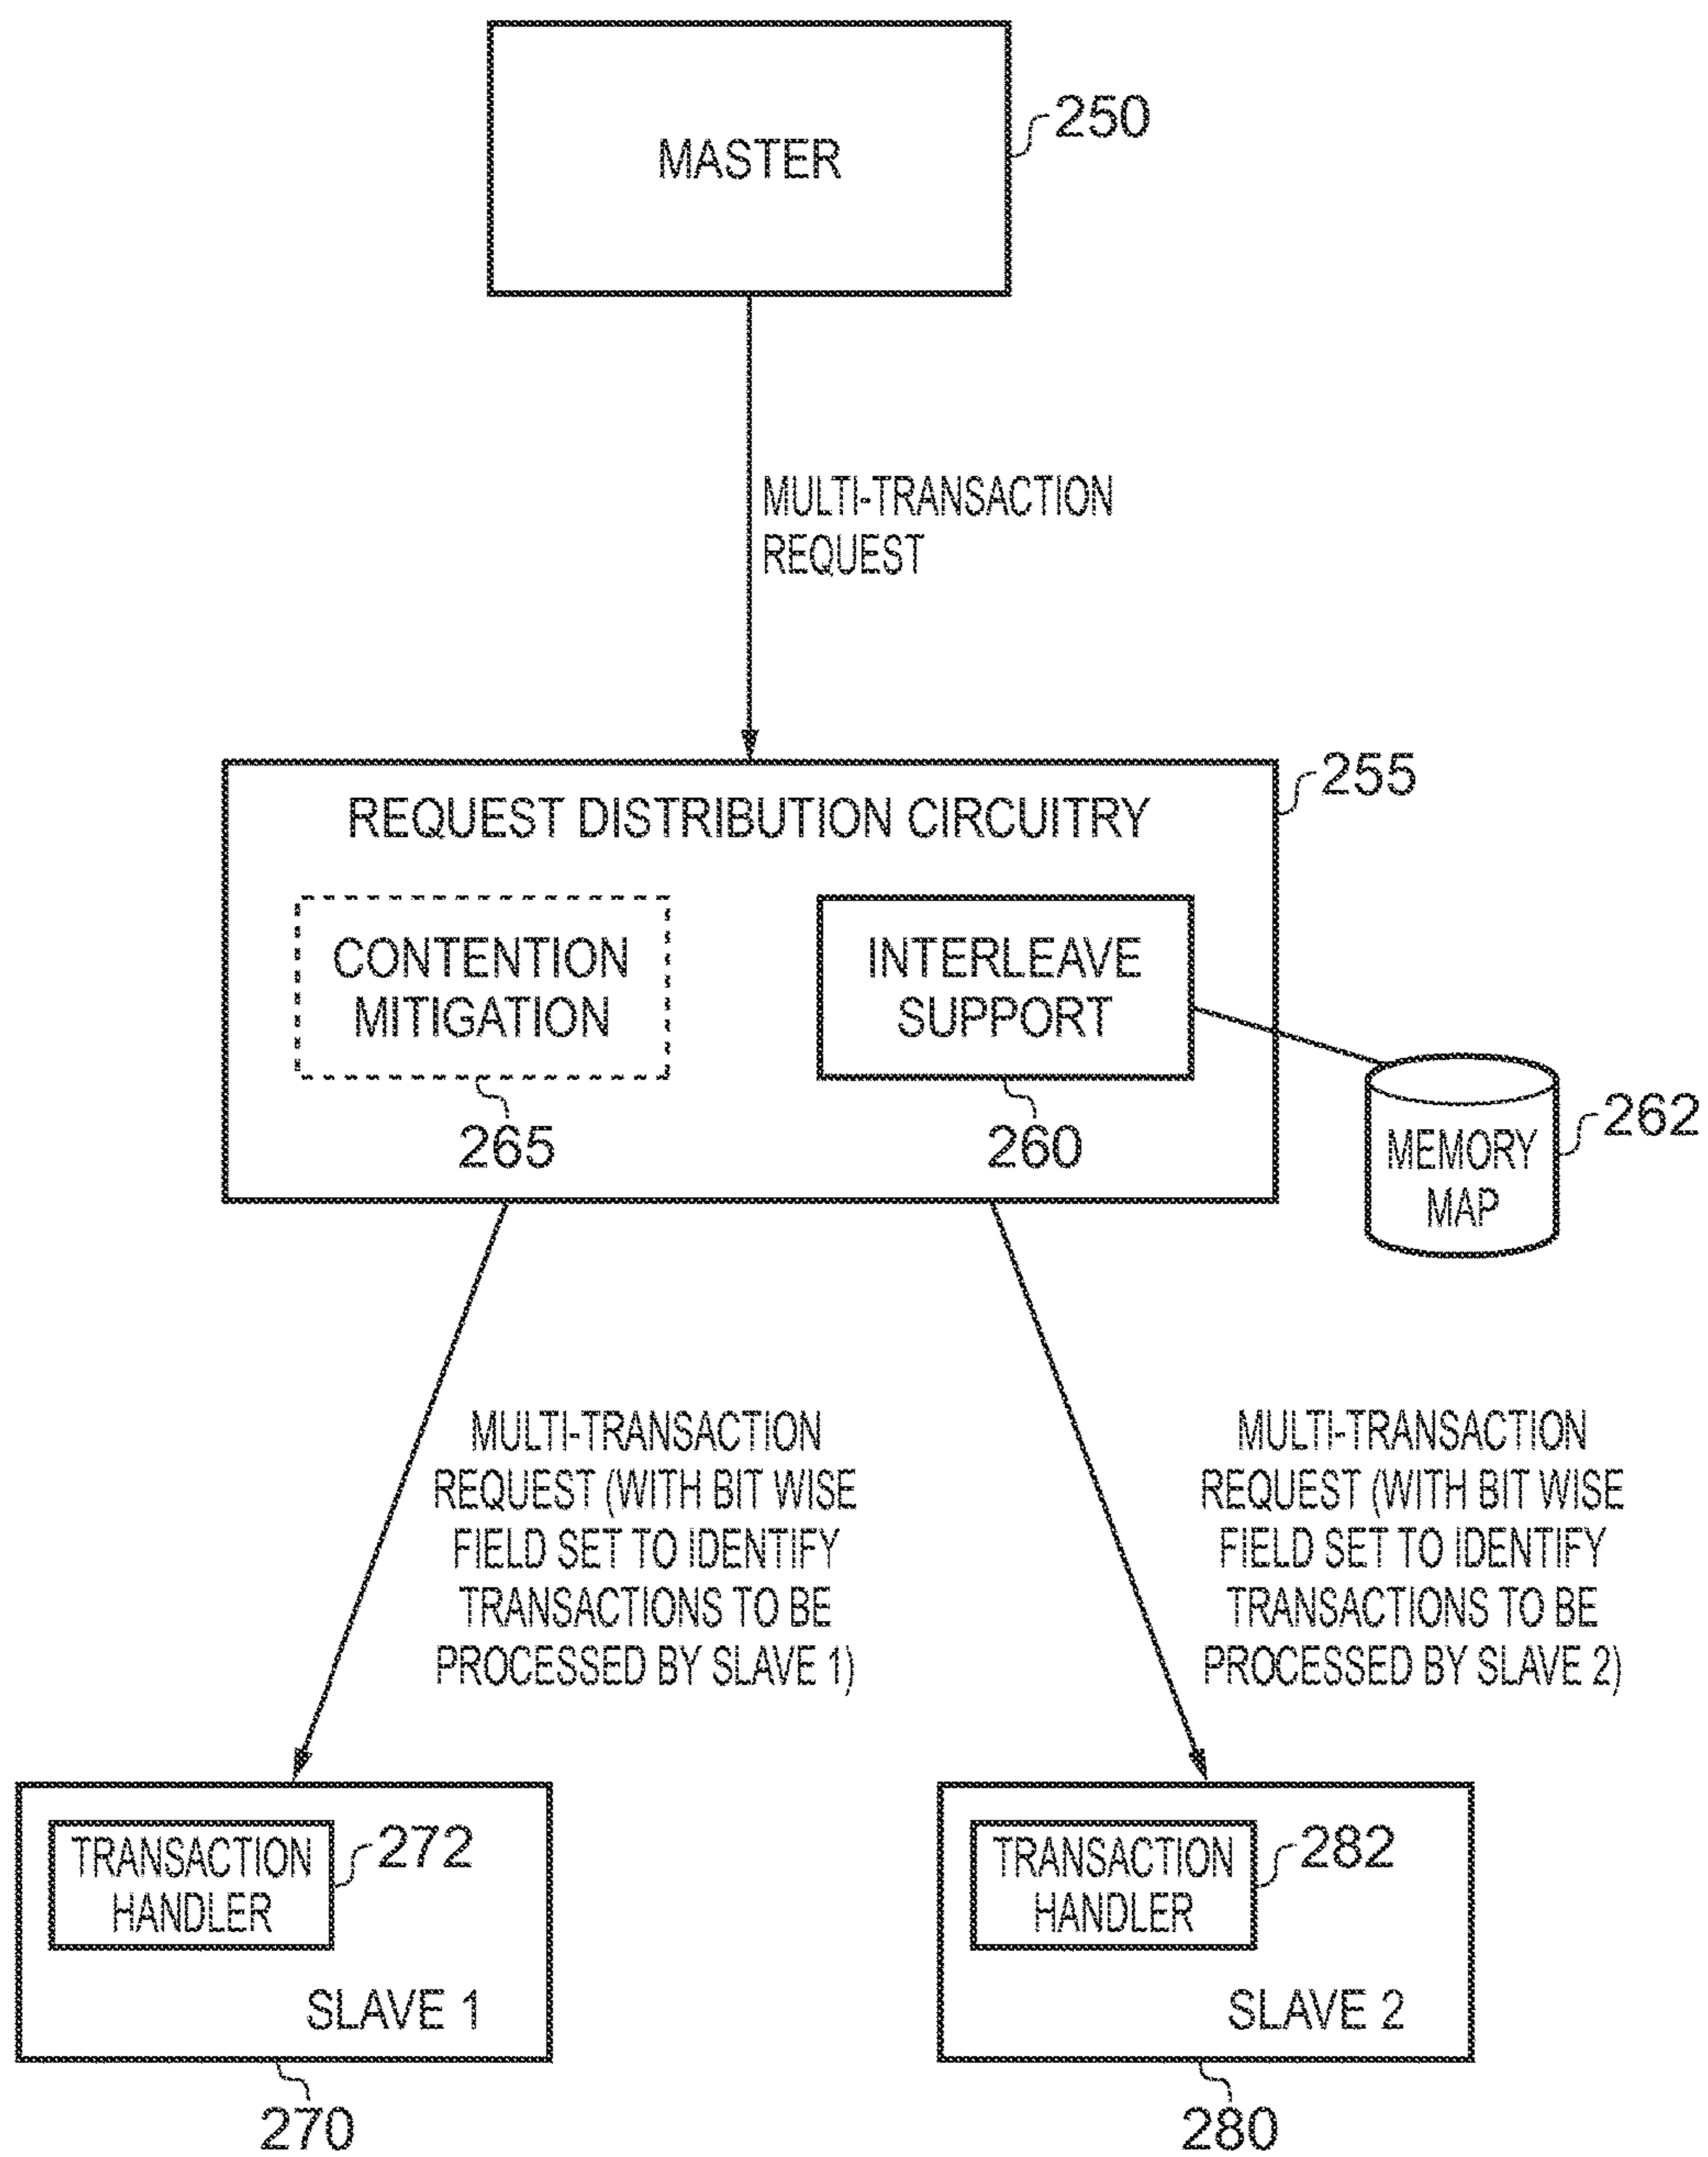 MASTER
250
MULTI-TRANSACTION
REQUEST
255
REQUEST DISTRIBUTION CIRCUITRY
CONTENTION
MITIGATION
265
INTERLEAVE
SUPPORT
260
MEMORY
MAP
262
MULTI-TRANSACTION
REQUEST (WITH BIT WISE
FIELD SET TO IDENTIFY
TRANSACTIONS TO BE
PROCESSED BY SLAVE 1)
MULTI-TRANSACTION
REQUEST (WITH BIT WISE
FIELD SET TO IDENTIFY
TRANSACTIONS TO BE
PROCESSED BY SLAVE 2)
TRANSACTION
HANDLER
272
SLAVE 1
270
TRANSACTION
HANDLER
282
SLAVE 2
280